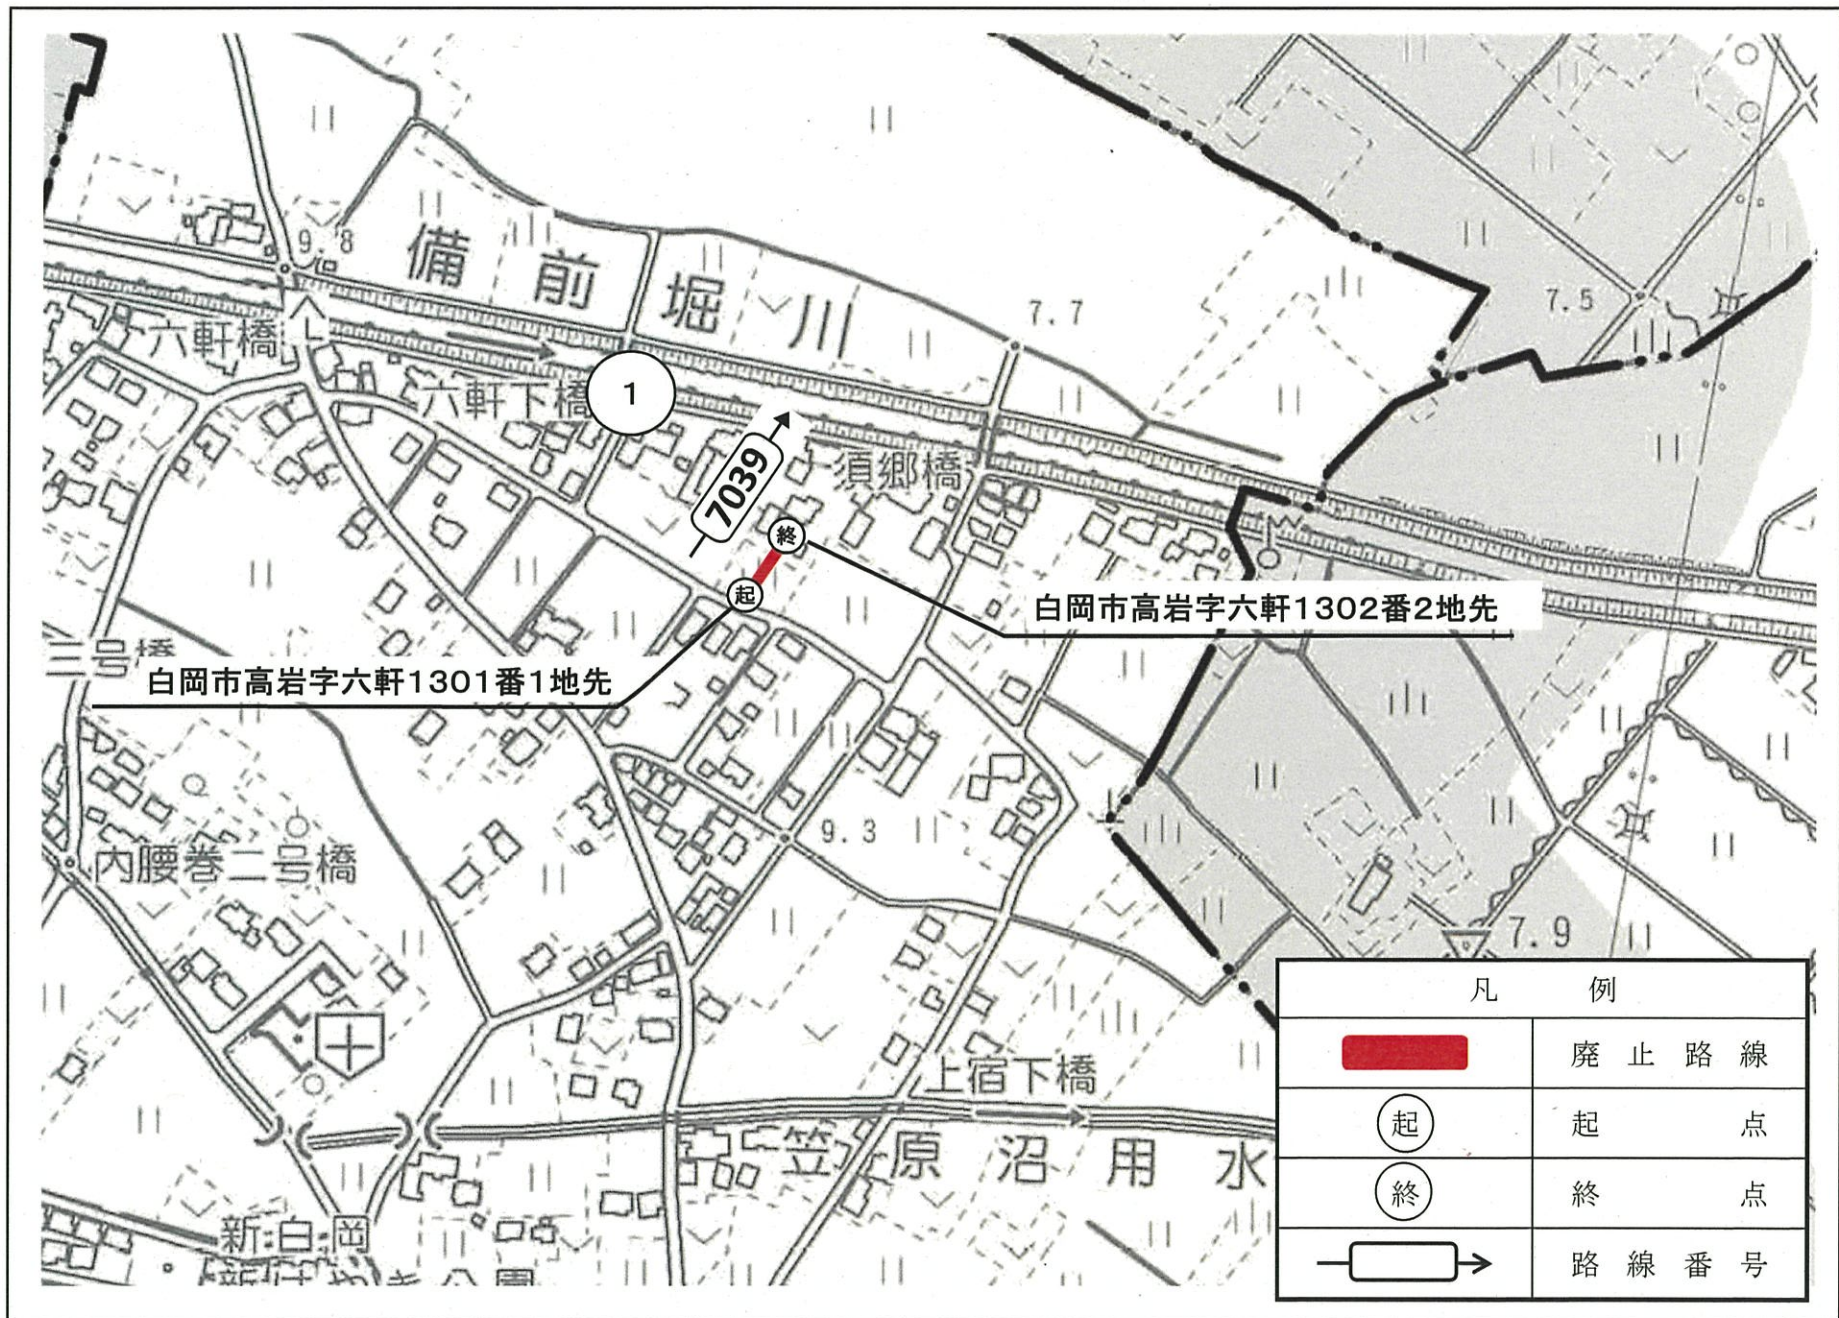 9.8
備前堀川
六軒橋
六軒下橋
1
7.7
7.5
7039
須郷橋
終
起
白岡市高岩字六軒1302番2地先
三号橋
白岡市高岩字六軒1301番1地先
9.3
内腰巻二号橋
7.9
上宿下橋
笠原沼用水
新白岡
凡例
廃止路線
起 起点
終 終点
路線番号